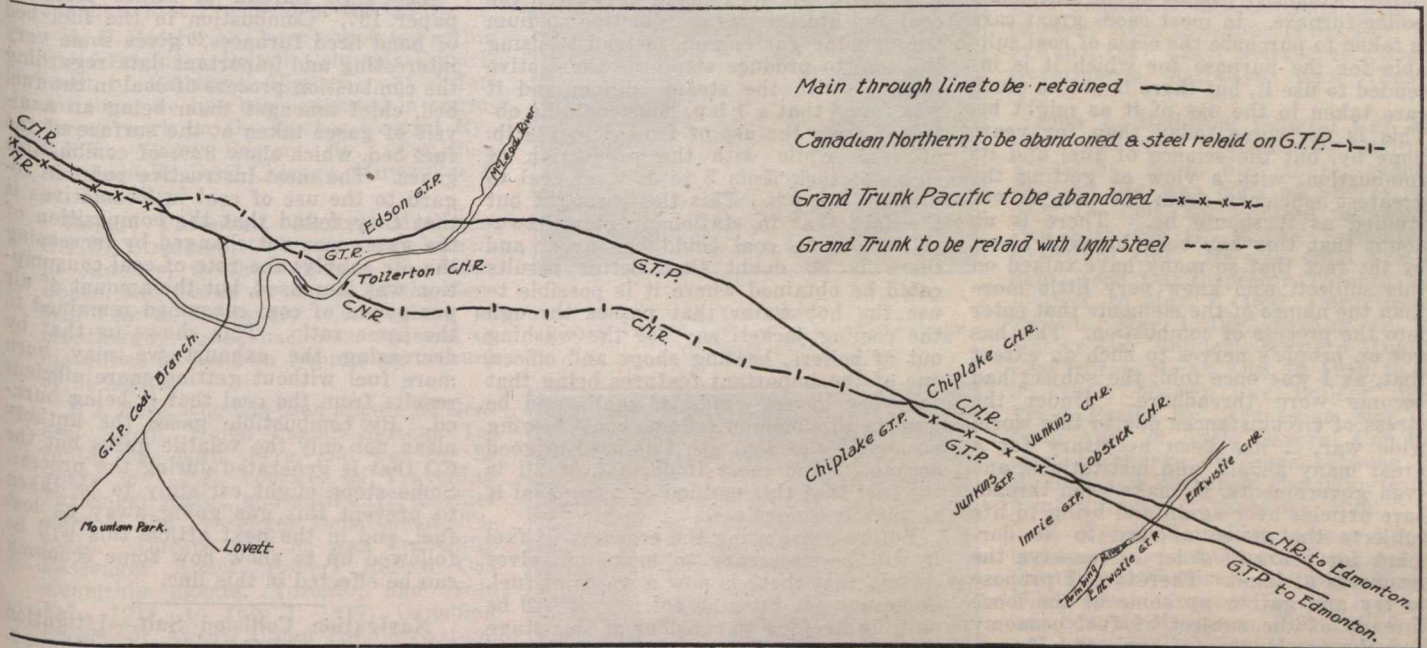 Main through line to be retained
Canadian Northern to be abandoned & steel relaid on G.T.P.
Grand Trunk Pacific to be abandoned
Grand Trunk to be relaid with light steel
C.N.R.
N.R.
Edson G.T.P.
McLeod River
G.T.R.
Tollerton C.N.R.
C.N.R.
G.T.P.
C.N.R.
G.T.P. Coal Branch.
Mountain Park.
Lovett
Chiplake C.N.R.
Chiplake G.T.P.
C.N.R.
G.T.P.
Junkins C.N.R.
Junkins G.T.P.
Lobstick C.N.R.
Imrie G.T.P.
Entwistle C.N.R.
Pembina River
Entwistle G.T.P.
C.N.R. to Edmonton.
G.T.P. to Edmonton.